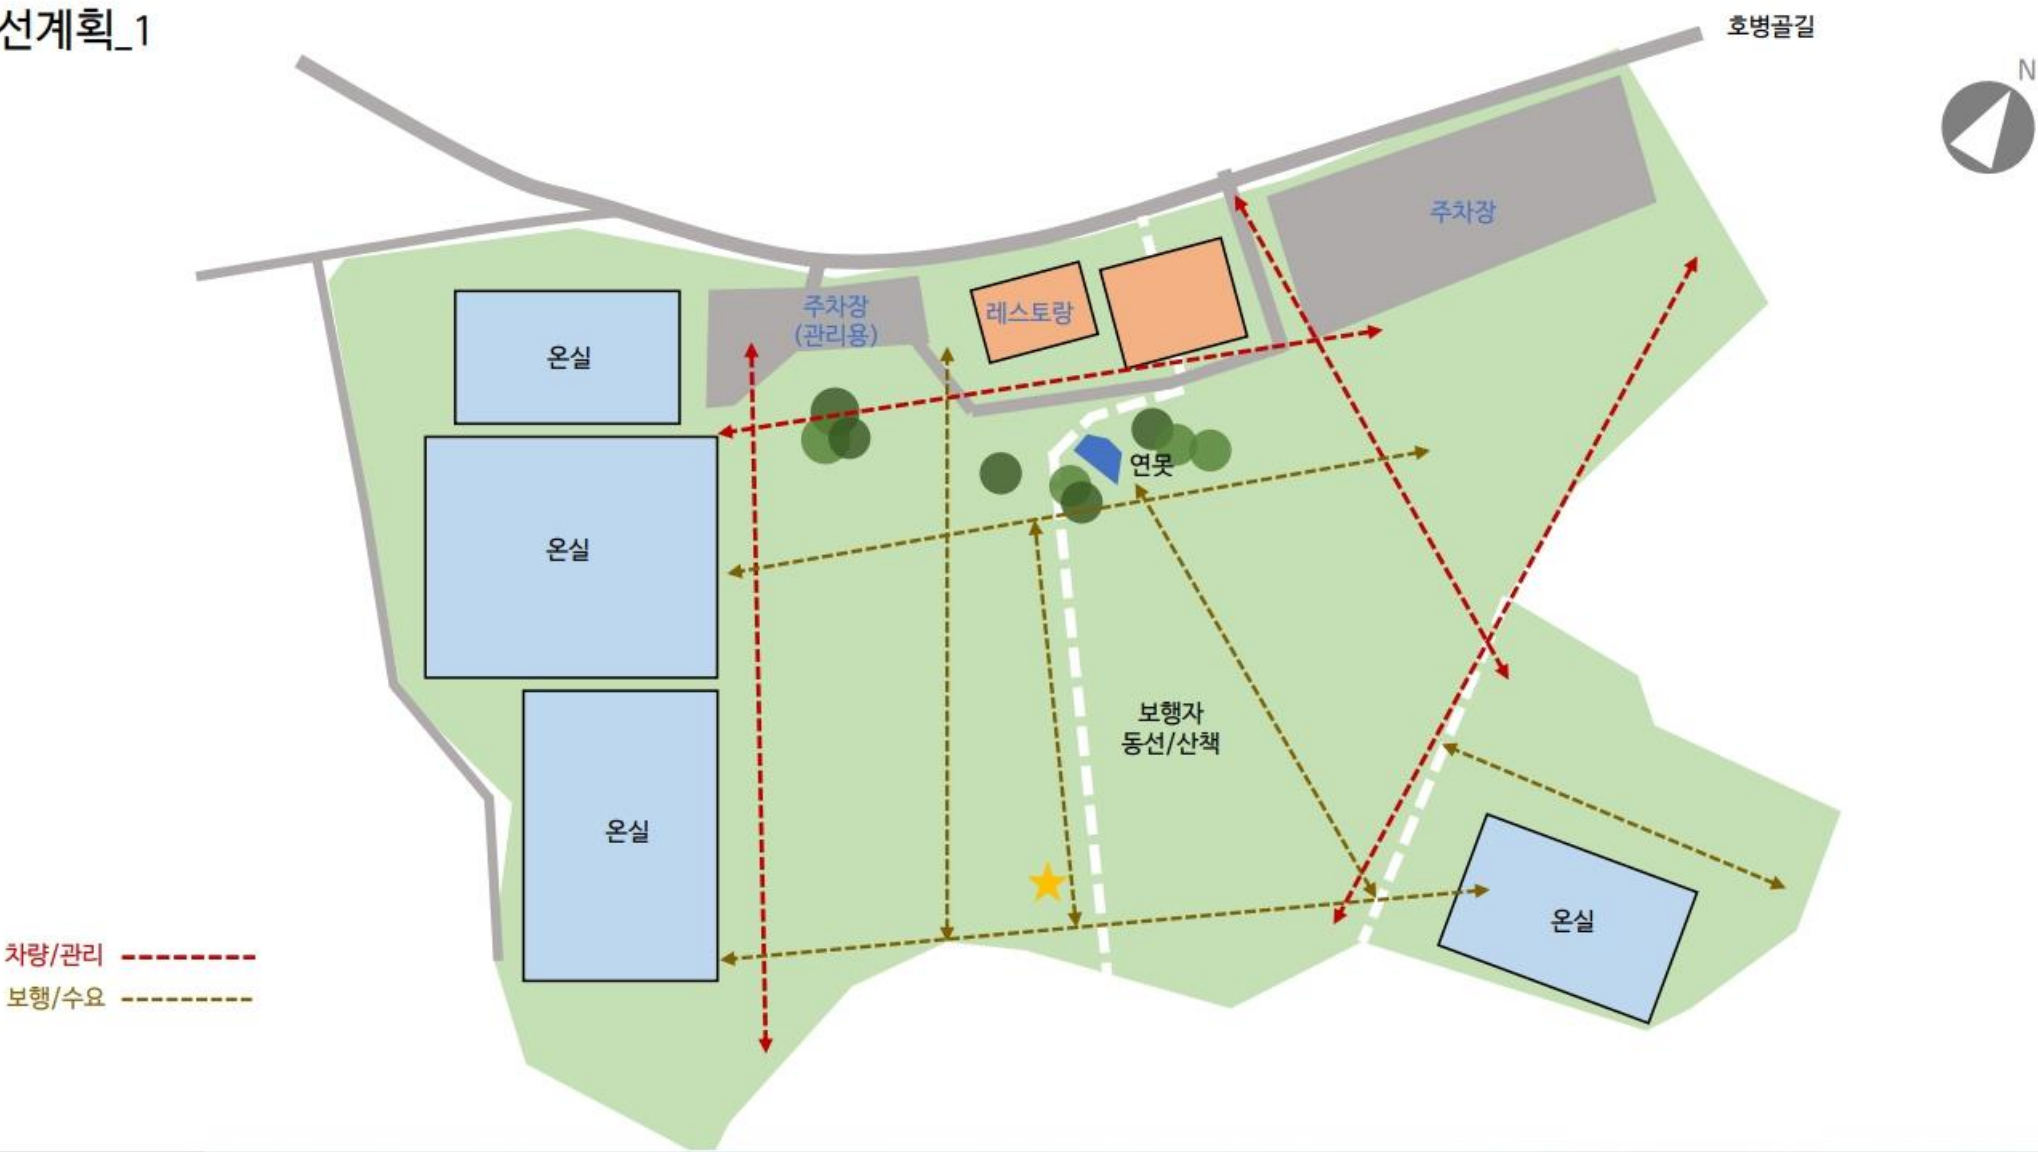 선계획_1
호병골길
N
주차장
주차장
(관리용)
레스토랑
온실
연못
온실
보행자
동선/산책
온실
온실
차량/관리
보행/수요